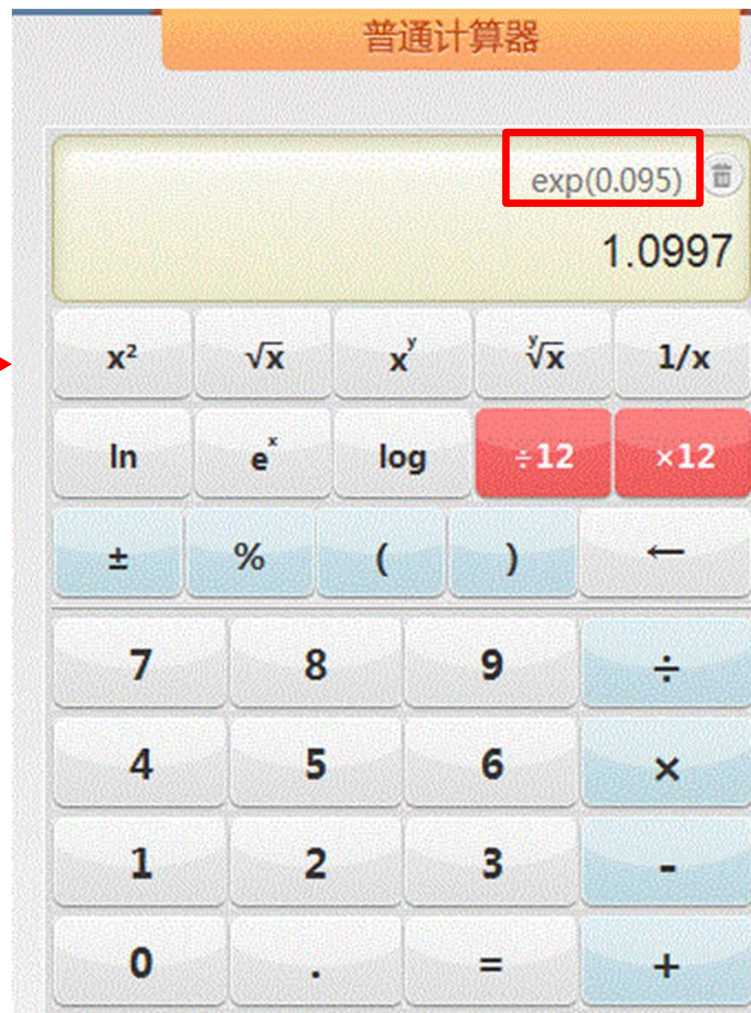 普通计算器
exp(0.095)
1.0997
x² √x xʸ ʸ√x 1/x
ln eˣ log ÷12 ×12
± % ( ) ←
7 8 9 ÷
4 5 6 ×
1 2 3 -
0 . = +